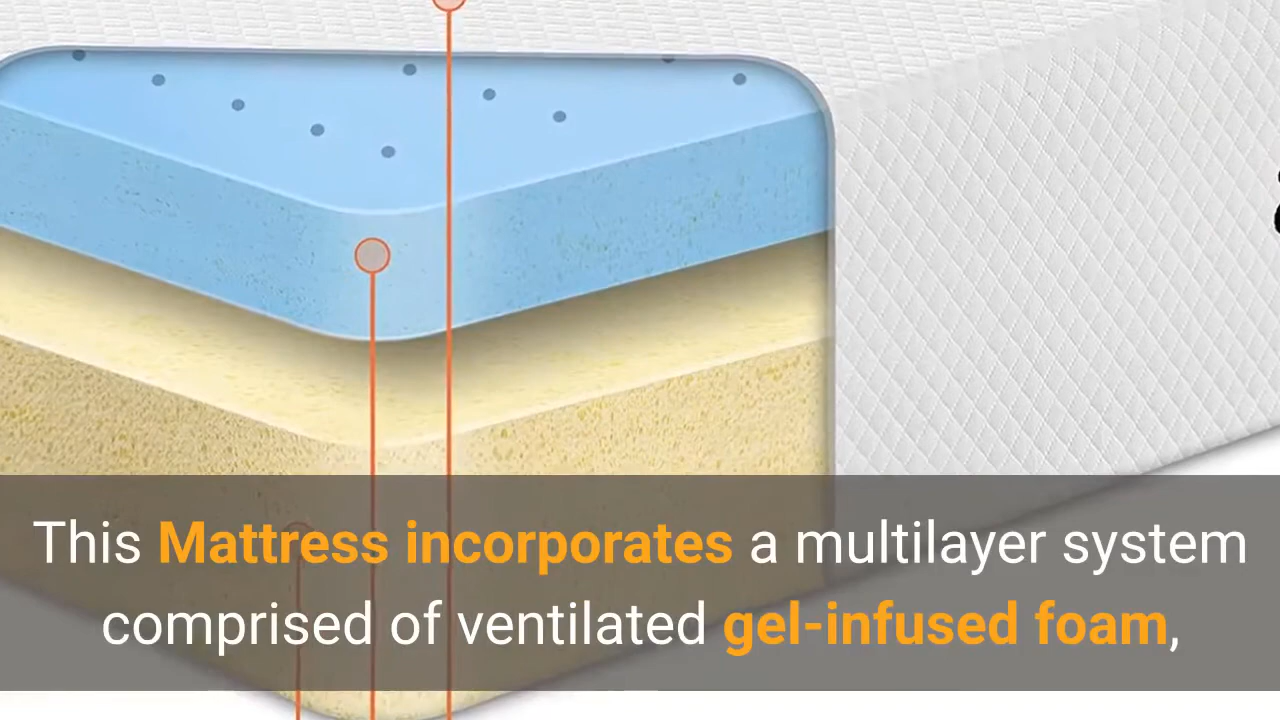 This Mattress incorporates a multilayer system
comprised of ventilated gel-infused foam,